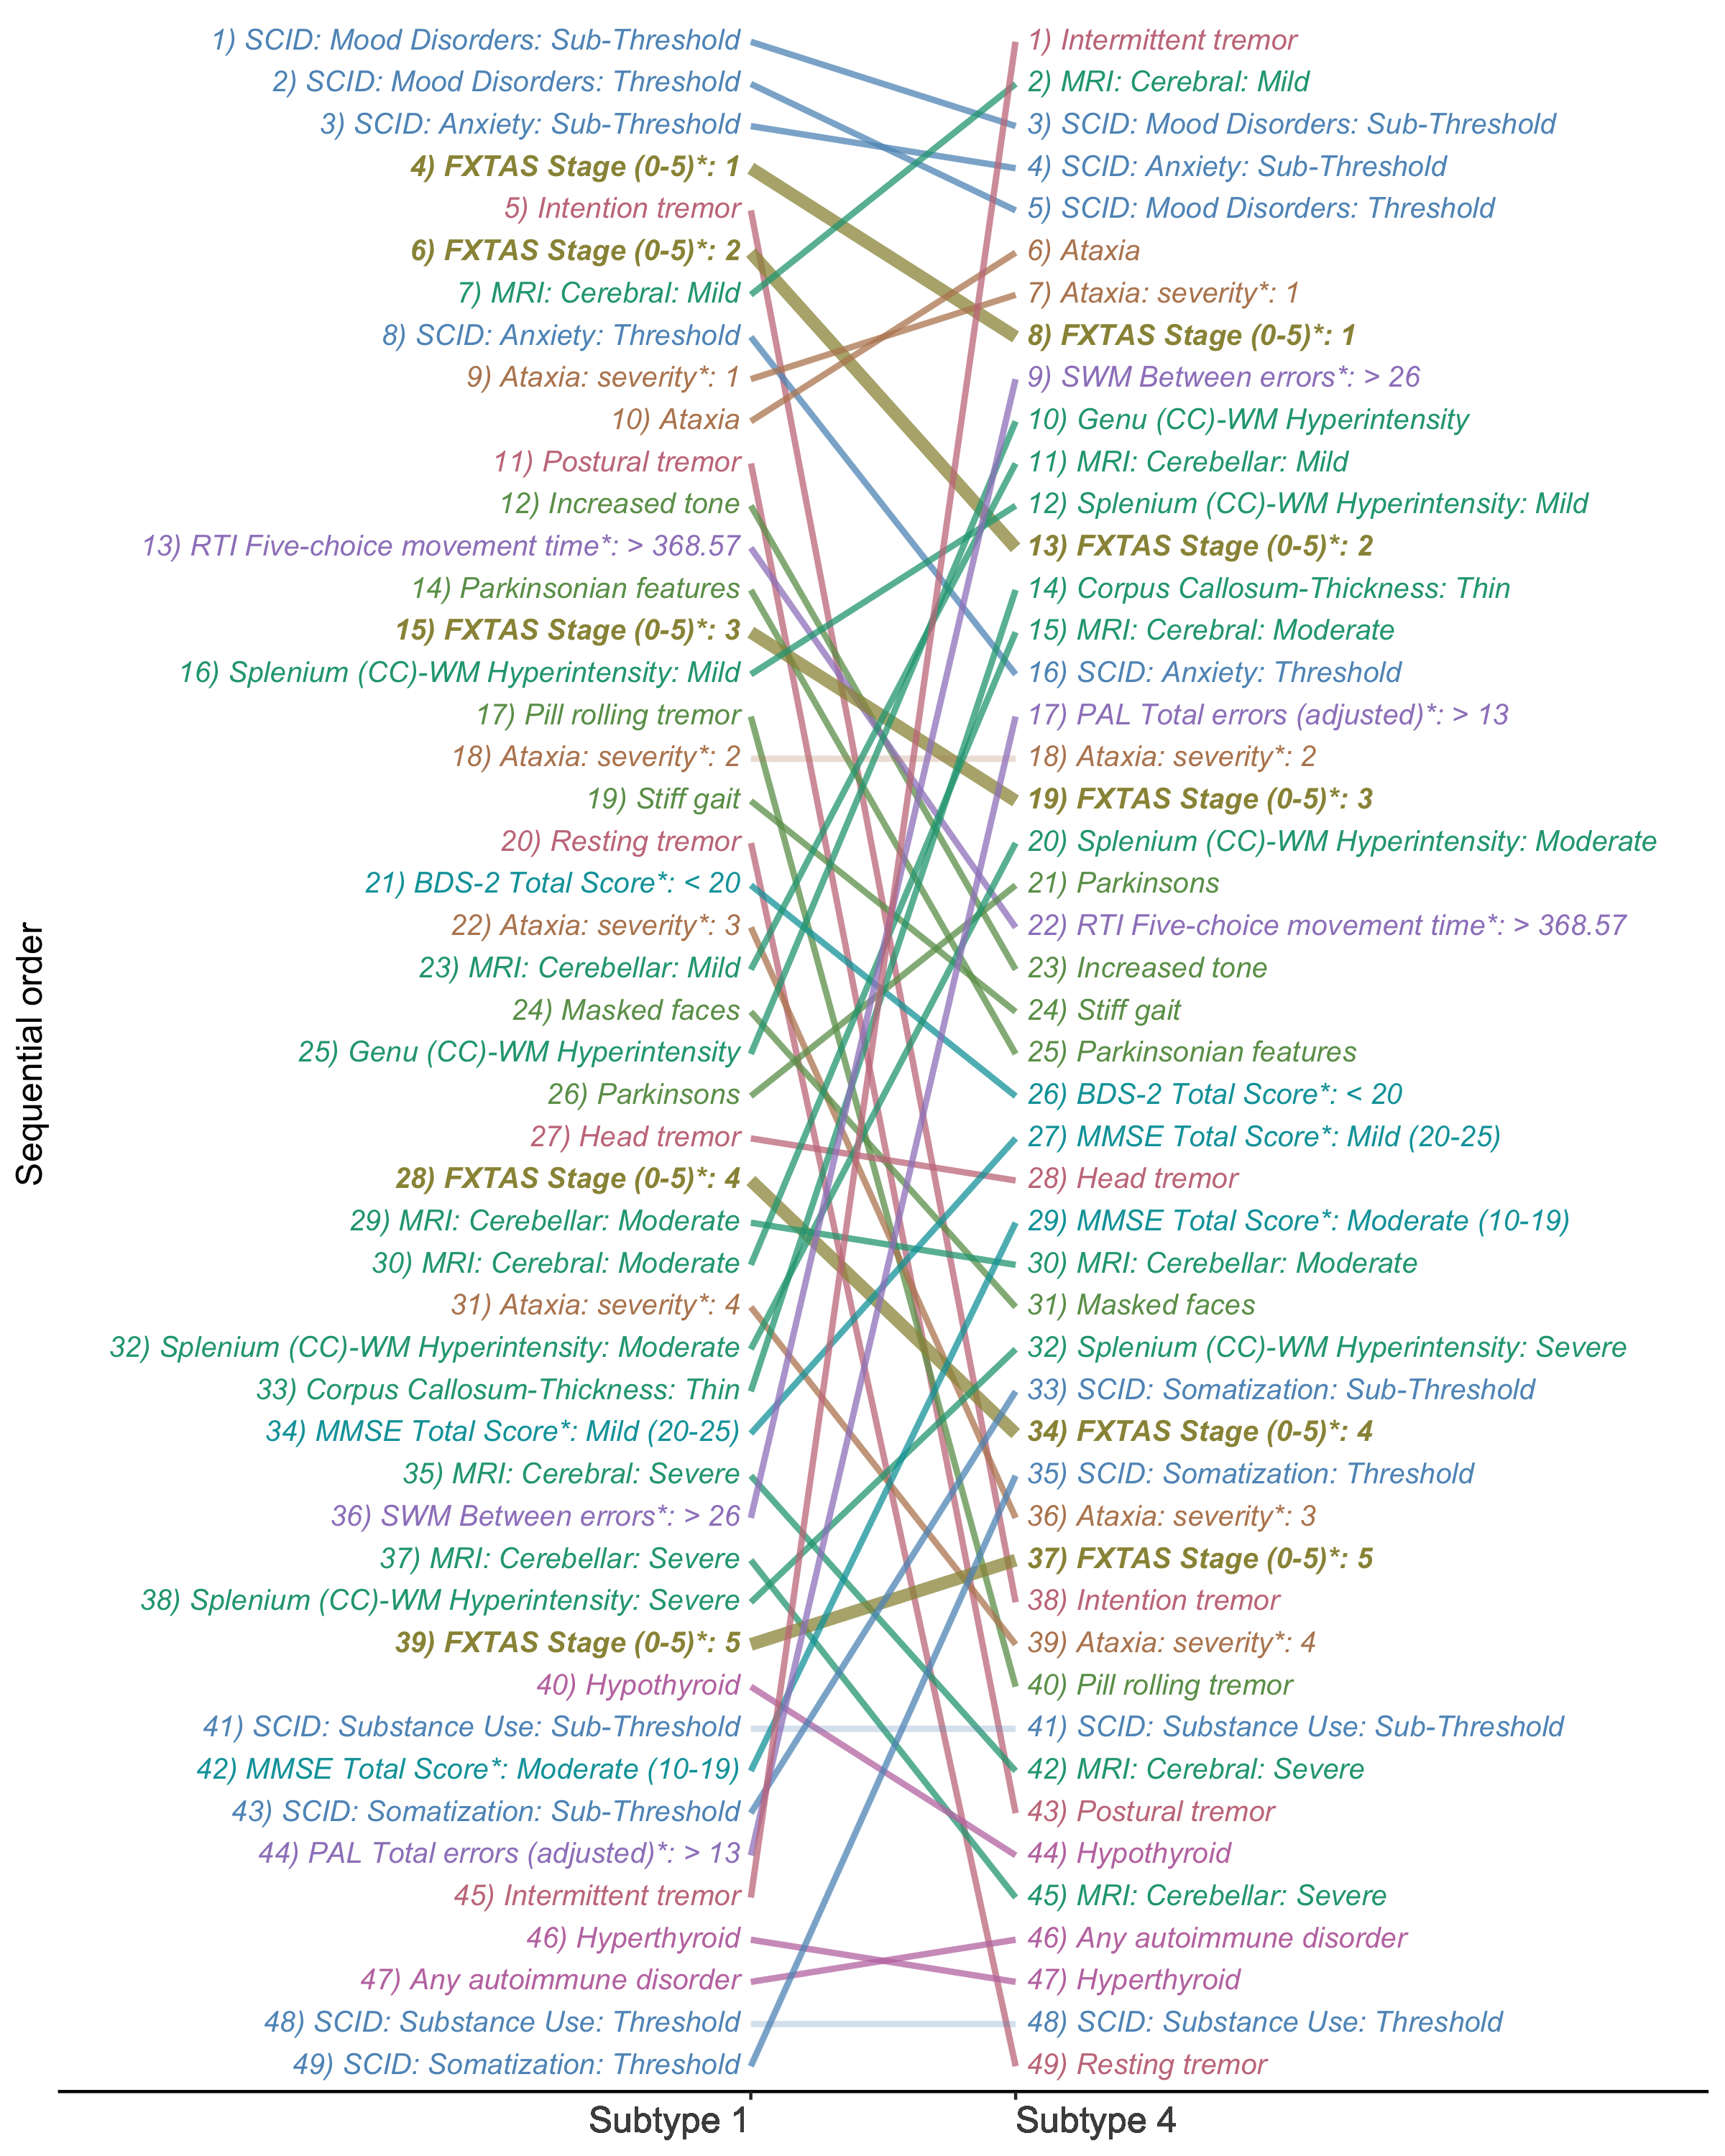 Sequential order
1) SCID: Mood Disorders: Sub-Threshold
2) SCID: Mood Disorders: Threshold
3) SCID: Anxiety: Sub-Threshold
4) FXTAS Stage (0-5)*: 1
5) Intention tremor
6) FXTAS Stage (0-5)*: 2
7) MRI: Cerebral: Mild
8) SCID: Anxiety: Threshold
9) Ataxia: severity*: 1
10) Ataxia
11) Postural tremor
12) Increased tone
13) RTI Five-choice movement time*: > 368.57
14) Parkinsonian features
15) FXTAS Stage (0-5)*: 3
16) Splenium (CC)-WM Hyperintensity: Mild
17) Pill rolling tremor
18) Ataxia: severity*: 2
19) Stiff gait
20) Resting tremor
21) BDS-2 Total Score*: < 20
22) Ataxia: severity*: 3
23) MRI: Cerebellar: Mild
24) Masked faces
25) Genu (CC)-WM Hyperintensity
26) Parkinsons
27) Head tremor
28) FXTAS Stage (0-5)*: 4
29) MRI: Cerebellar: Moderate
30) MRI: Cerebral: Moderate
31) Ataxia: severity*: 4
32) Splenium (CC)-WM Hyperintensity: Moderate
33) Corpus Callosum-Thickness: Thin
34) MMSE Total Score*: Mild (20-25)
35) MRI: Cerebral: Severe
36) SWM Between errors*: > 26
37) MRI: Cerebellar: Severe
38) Splenium (CC)-WM Hyperintensity: Severe
39) FXTAS Stage (0-5)*: 5
40) Hypothyroid
41) SCID: Substance Use: Sub-Threshold
42) MMSE Total Score*: Moderate (10-19)
43) SCID: Somatization: Sub-Threshold
44) PAL Total errors (adjusted)*: > 13
45) Intermittent tremor
46) Hyperthyroid
47) Any autoimmune disorder
48) SCID: Substance Use: Threshold
49) SCID: Somatization: Threshold
Subtype 1
1) Intermittent tremor
2) MRI: Cerebral: Mild
3) SCID: Mood Disorders: Sub-Threshold
4) SCID: Anxiety: Sub-Threshold
5) SCID: Mood Disorders: Threshold
6) Ataxia
7) Ataxia: severity*: 1
8) FXTAS Stage (0-5)*: 1
9) SWM Between errors*: > 26
10) Genu (CC)-WM Hyperintensity
11) MRI: Cerebellar: Mild
12) Splenium (CC)-WM Hyperintensity: Mild
13) FXTAS Stage (0-5)*: 2
14) Corpus Callosum-Thickness: Thin
15) MRI: Cerebral: Moderate
16) SCID: Anxiety: Threshold
17) PAL Total errors (adjusted)*: > 13
18) Ataxia: severity*: 2
19) FXTAS Stage (0-5)*: 3
20) Splenium (CC)-WM Hyperintensity: Moderate
21) Parkinsons
22) RTI Five-choice movement time*: > 368.57
23) Increased tone
24) Stiff gait
25) Parkinsonian features
26) BDS-2 Total Score*: < 20
27) MMSE Total Score*: Mild (20-25)
28) Head tremor
29) MMSE Total Score*: Moderate (10-19)
30) MRI: Cerebellar: Moderate
31) Masked faces
32) Splenium (CC)-WM Hyperintensity: Severe
33) SCID: Somatization: Sub-Threshold
34) FXTAS Stage (0-5)*: 4
35) SCID: Somatization: Threshold
36) Ataxia: severity*: 3
37) FXTAS Stage (0-5)*: 5
38) Intention tremor
39) Ataxia: severity*: 4
40) Pill rolling tremor
41) SCID: Substance Use: Sub-Threshold
42) MRI: Cerebral: Severe
43) Postural tremor
44) Hypothyroid
45) MRI: Cerebellar: Severe
46) Any autoimmune disorder
47) Hyperthyroid
48) SCID: Substance Use: Threshold
49) Resting tremor
Subtype 4